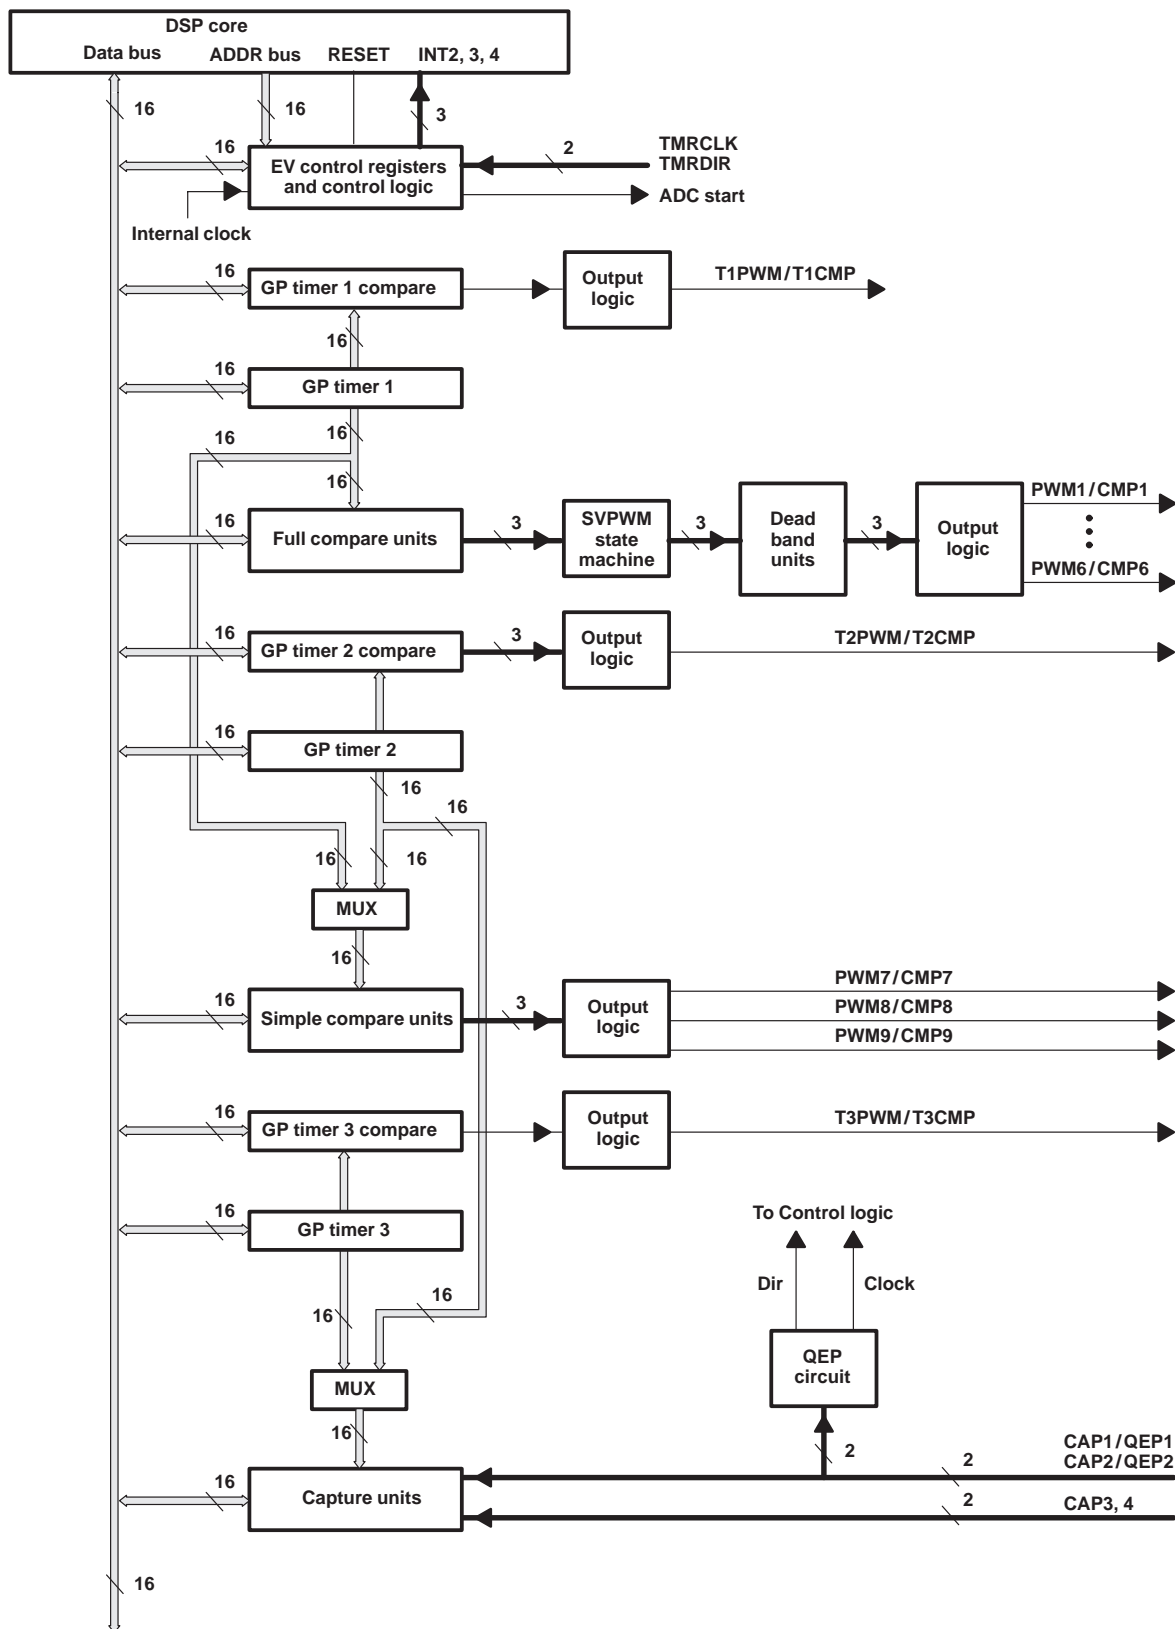 DSP core
Data bus ADDR bus RESET INT2, 3, 4
16 16 3
16 2 TMRCLK
TMRDIR
EV control registers
and control logic
ADC start
Internal clock
16
GP timer 1 compare
Output
logic
T1PWM/T1CMP
16
16
GP timer 1
16
16
16
16
Full compare units
3
SVPWM
state
machine
3
Dead
band
units
3
Output
logic
PWM1/CMP1
PWM6/CMP6
16
GP timer 2 compare
3
Output
logic
T2PWM/T2CMP
16
GP timer 2
16
16
16 16
MUX
16
16
Simple compare units
3
Output
logic
PWM7/CMP7
PWM8/CMP8
PWM9/CMP9
16
GP timer 3 compare
Output
logic
T3PWM/T3CMP
16
GP timer 3
To Control logic
Dir Clock
16
16
QEP
circuit
MUX
16
2
2
CAP1/QEP1
CAP2/QEP2
16
Capture units
2
CAP3, 4
16